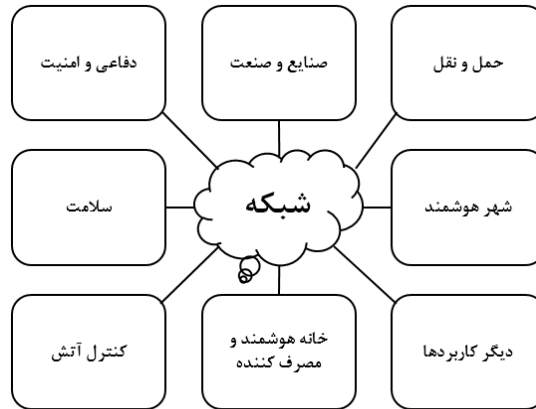 حمل و نقل
صنایع و صنعت
دفاعی و امنیت
شهر هوشمند
شبکه
سلامت
دیگر کاربردها
خانه هوشمند و
مصرف کننده
کنترل آتش